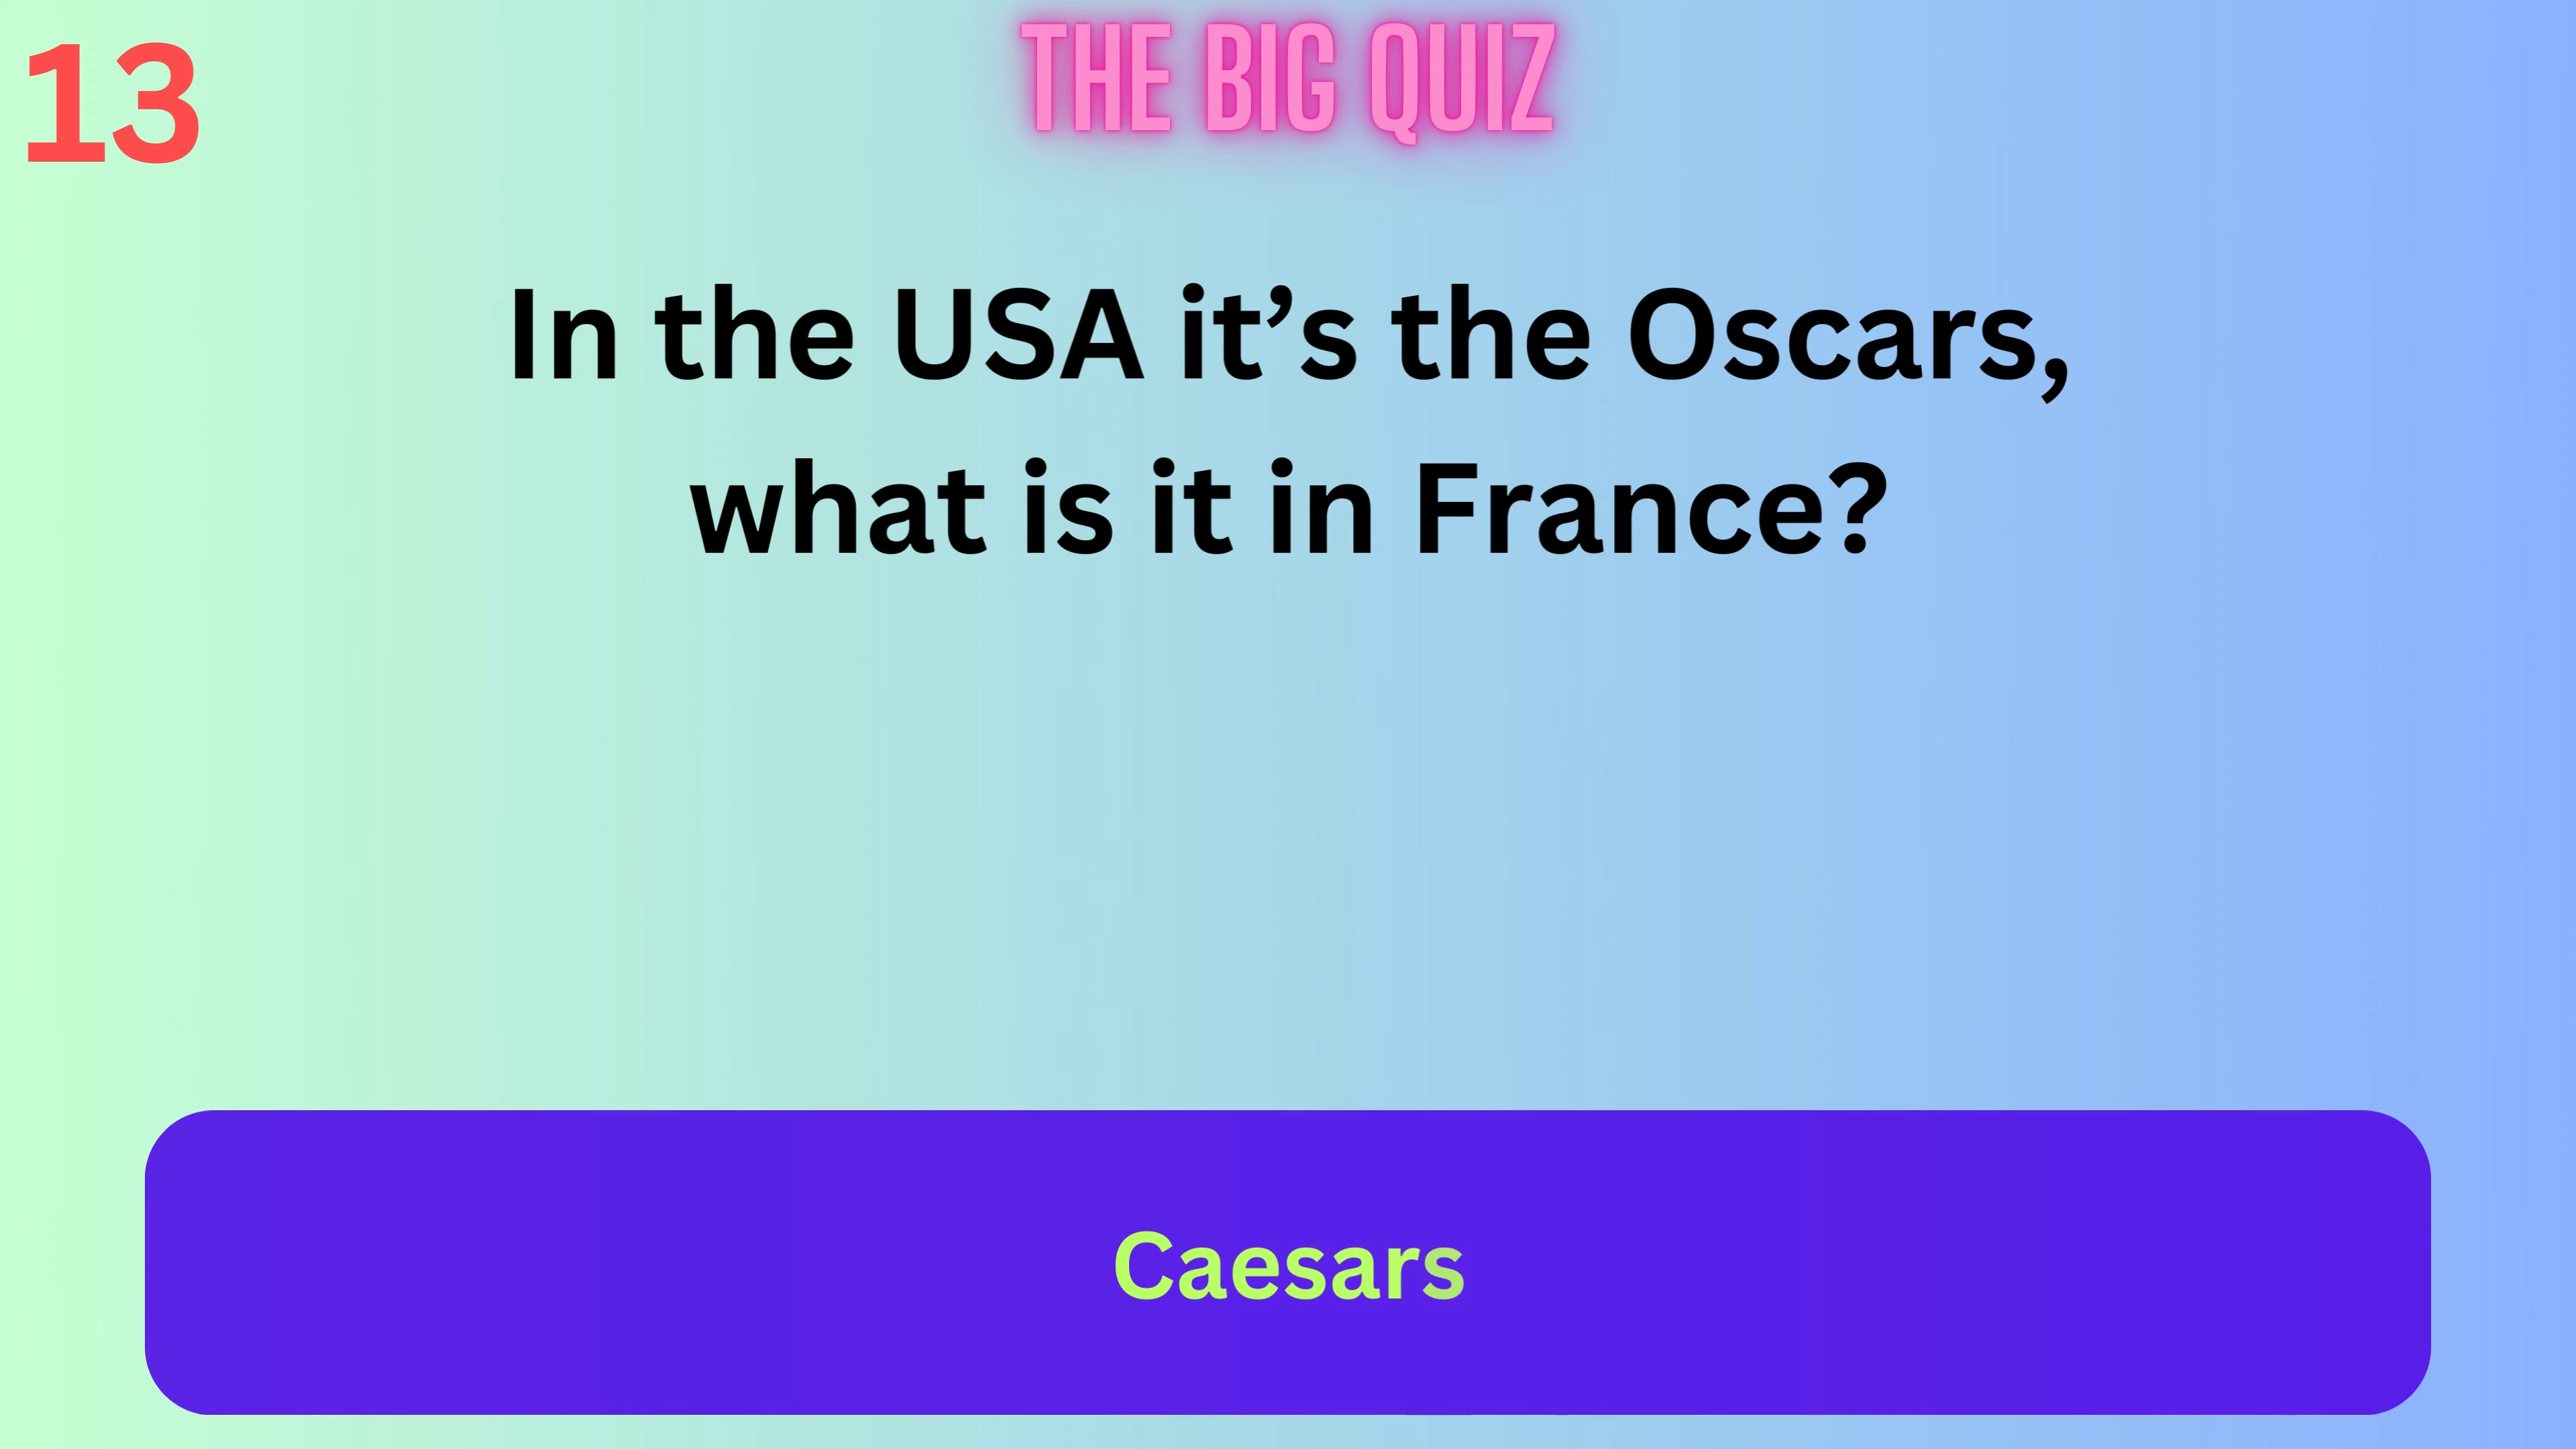 13
THE BIG QUIZ
In the USA it’s the Oscars,
what is it in France?
Caesars